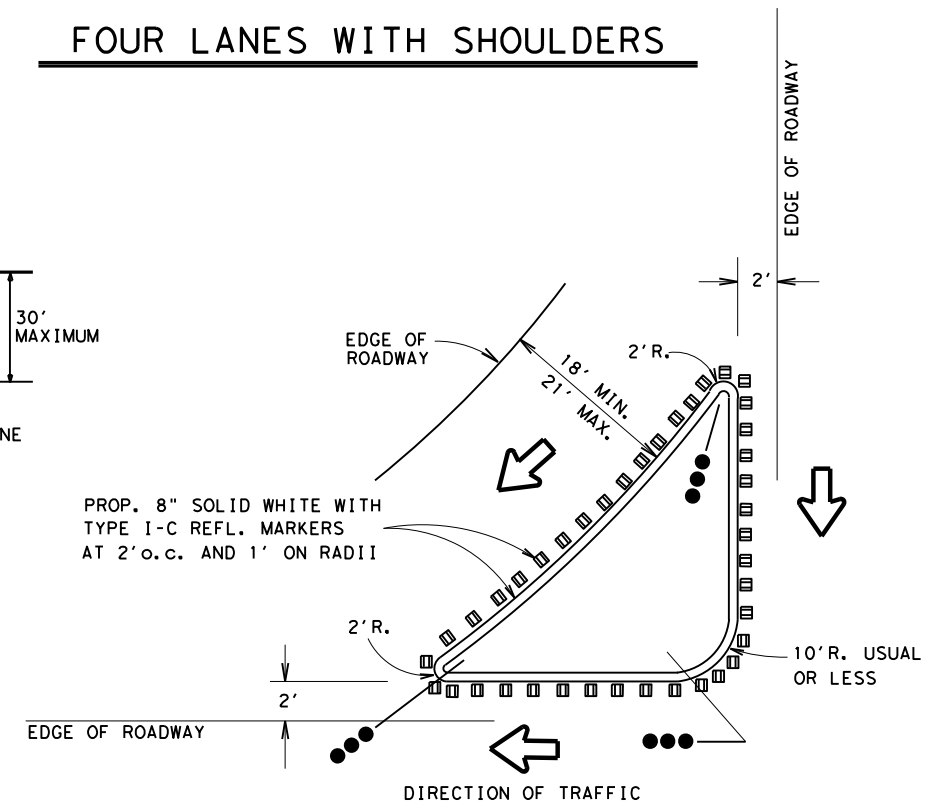 FOUR LANES WITH SHOULDERS
EDGE OF ROADWAY
2'
30'
MAXIMUM
EDGE OF
ROADWAY
18' MIN.
21' MAX.
2'R.
NE
PROP. 8" SOLID WHITE WITH
TYPE I-C REFL. MARKERS
AT 2'o.c. AND 1' ON RADII
2'R.
10'R. USUAL
OR LESS
2'
EDGE OF ROADWAY
DIRECTION OF TRAFFIC